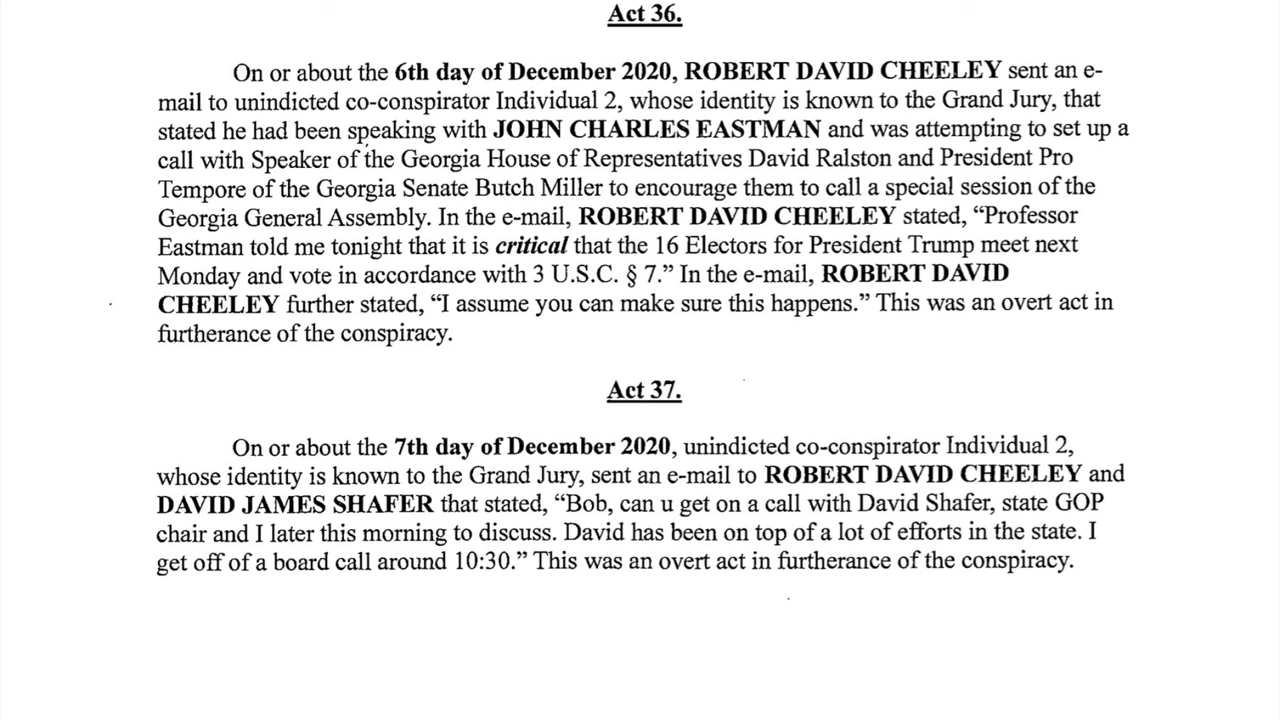 Act 36.
On or about the 6th day of December 2020, ROBERT DAVID CHEELEY sent an e-
mail to unindicted co-conspirator Individual 2, whose identity is known to the Grand Jury, that
stated he had been speaking with JOHN CHARLES EASTMAN and was attempting to set up a
call with Speaker of the Georgia House of Representatives David Ralston and President Pro
Tempore of the Georgia Senate Butch Miller to encourage them to call a special session of the
Georgia General Assembly. In the e-mail, ROBERT DAVID CHEELEY stated, “Professor
Eastman told me tonight that it is critical that the 16 Electors for President Trump meet next
Monday and vote in accordance with 3 U.S.C. § 7.” In the e-mail, ROBERT DAVID
CHEELEY further stated, “I assume you can make sure this happens.” This was an overt act in
furtherance of the conspiracy.
Act 37.
On or about the 7th day of December 2020, unindicted co-conspirator Individual 2,
whose identity is known to the Grand Jury, sent an e-mail to ROBERT DAVID CHEELEY and
DAVID JAMES SHAFER that stated, “Bob, can u get on a call with David Shafer, state GOP
chair and I later this morning to discuss. David has been on top of a lot of efforts in the state. I
get off of a board call around 10:30.” This was an overt act in furtherance of the conspiracy.